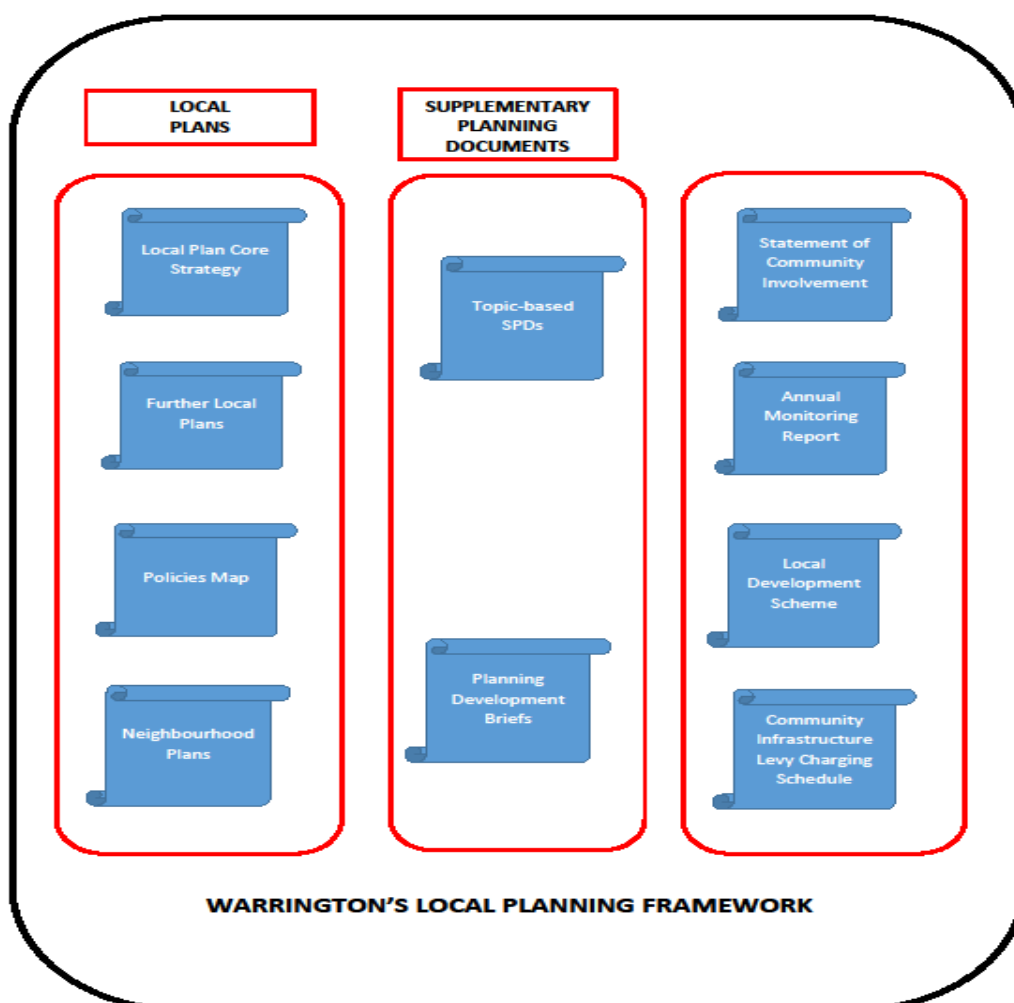 LOCAL
PLANS
Local Plan Core
Strategy
Further Local
Plans
Policies Map
Neighbourhood
Plans
SUPPLEMENTARY
PLANNING
DOCUMENTS
Topic-based
SPDs
Planning
Development
Briefs
Statement of
Community
Involvement
Annual
Monitoring
Report
Local
Development
Scheme
Community
Infrastructure
Levy Charging
Schedule
WARRINGTON’S LOCAL PLANNING FRAMEWORK